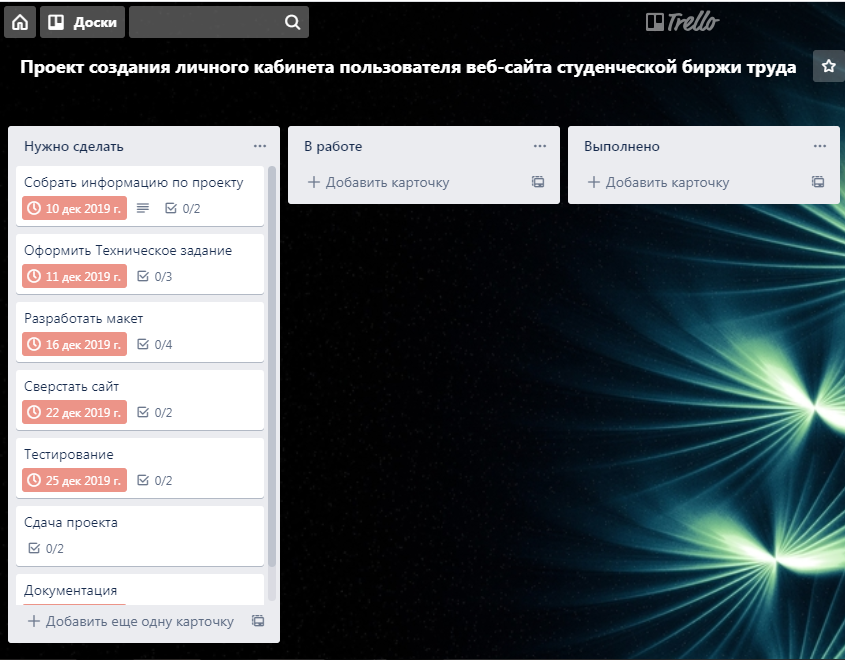 Доски
Trello
Проект создания личного кабинета пользователя веб-сайта студенческой биржи труда
Нужно сделать
Собрать информацию по проекту
10 дек 2019 г. 0/2
Оформить Техническое задание
11 дек 2019 г. 0/3
Разработать макет
16 дек 2019 г. 0/4
Сверстать сайт
22 дек 2019 г. 0/2
Тестирование
25 дек 2019 г. 0/2
Сдача проекта
0/2
Документация
+ Добавить еще одну карточку
В работе
+ Добавить карточку
Выполнено
+ Добавить карточку